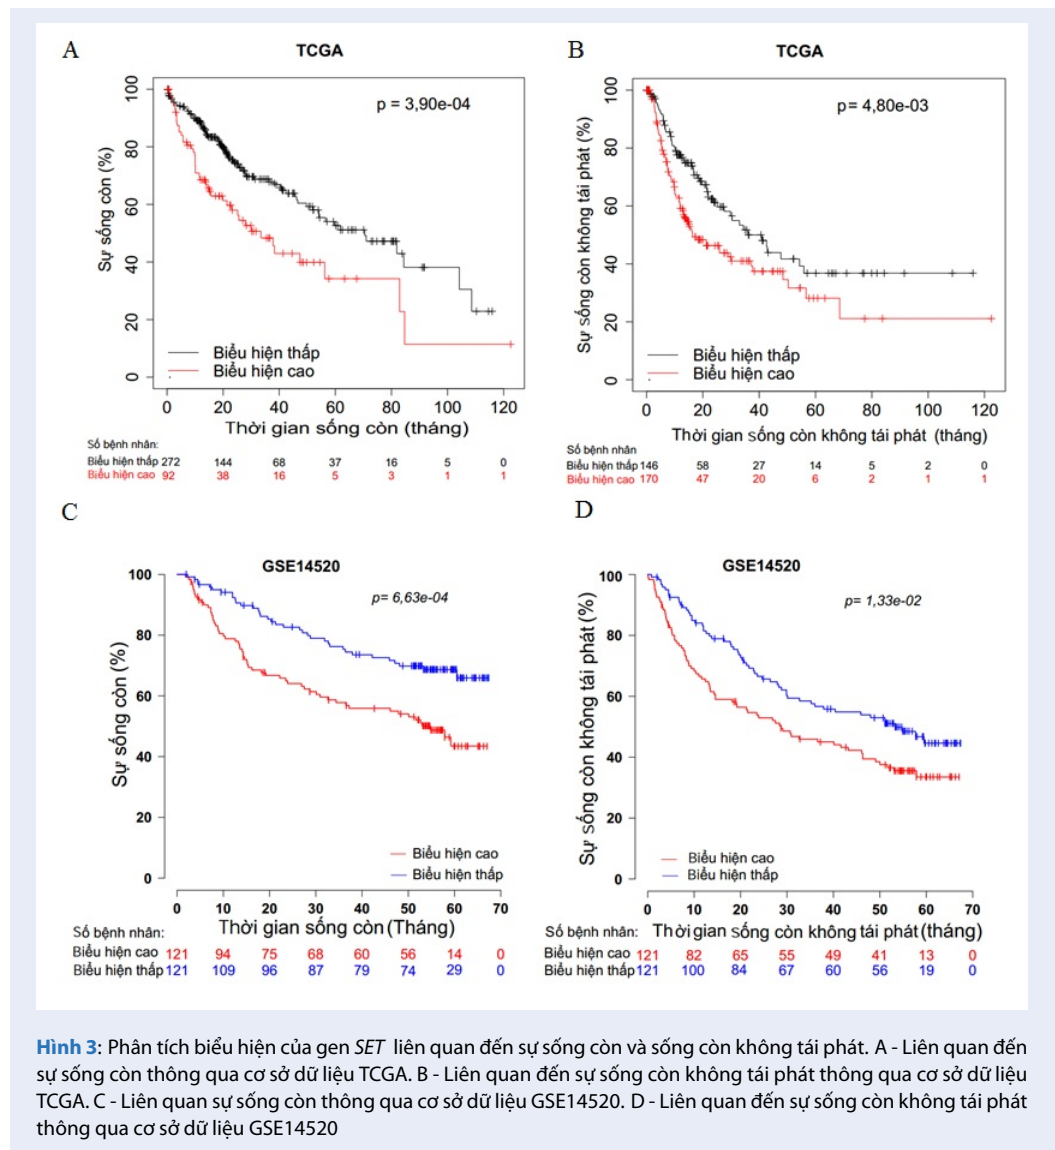 A
TCGA
p = 3,90e-04
Sự sống còn (%)
100
80
60
40
20
0
Biểu hiện thấp
Biểu hiện cao
0 20 40 60 80 100 120
Thời gian sống còn (tháng)
Số bệnh nhân:
Biểu hiện thấp 272 144 68 37 16 5 0
Biểu hiện cao 92 38 16 5 3 1 1
B
TCGA
p = 4,80e-03
Sự sống còn không tái phát (%)
100
80
60
40
20
0
Biểu hiện thấp
Biểu hiện cao
0 20 40 60 80 100 120
Thời gian sống còn không tái phát (tháng)
Số bệnh nhân
Biểu hiện thấp 146 58 27 14 5 2 0
Biểu hiện cao 170 47 20 6 2 1 1
C
GSE14520
p= 6,63e-04
Sự sống còn (%)
100
80
60
40
20
0
Biểu hiện cao
Biểu hiện thấp
0 10 20 30 40 50 60 70
Thời gian sống còn (Tháng)
Số bệnh nhân:
Biểu hiện cao 121 94 75 68 60 56 14 0
Biểu hiện thấp 121 109 96 87 79 74 29 0
D
GSE14520
p= 1,33e-02
Sự sống còn không tái phát (%)
100
80
60
40
20
0
Biểu hiện cao
Biểu hiện thấp
0 10 20 30 40 50 60 70
Thời gian sống còn không tái phát (tháng)
Số bệnh nhân:
Biểu hiện cao 121 82 65 55 49 41 13 0
Biểu hiện thấp 121 100 84 67 60 56 19 0
Hình 3: Phân tích biểu hiện của gen SET liên quan đến sự sống còn và sống còn không tái phát. A - Liên quan đến
sự sống còn thông qua cơ sở dữ liệu TCGA. B - Liên quan đến sự sống còn không tái phát thông qua cơ sở dữ liệu
TCGA. C - Liên quan sự sống còn thông qua cơ sở dữ liệu GSE14520. D - Liên quan đến sự sống còn không tái phát
thông qua cơ sở dữ liệu GSE14520